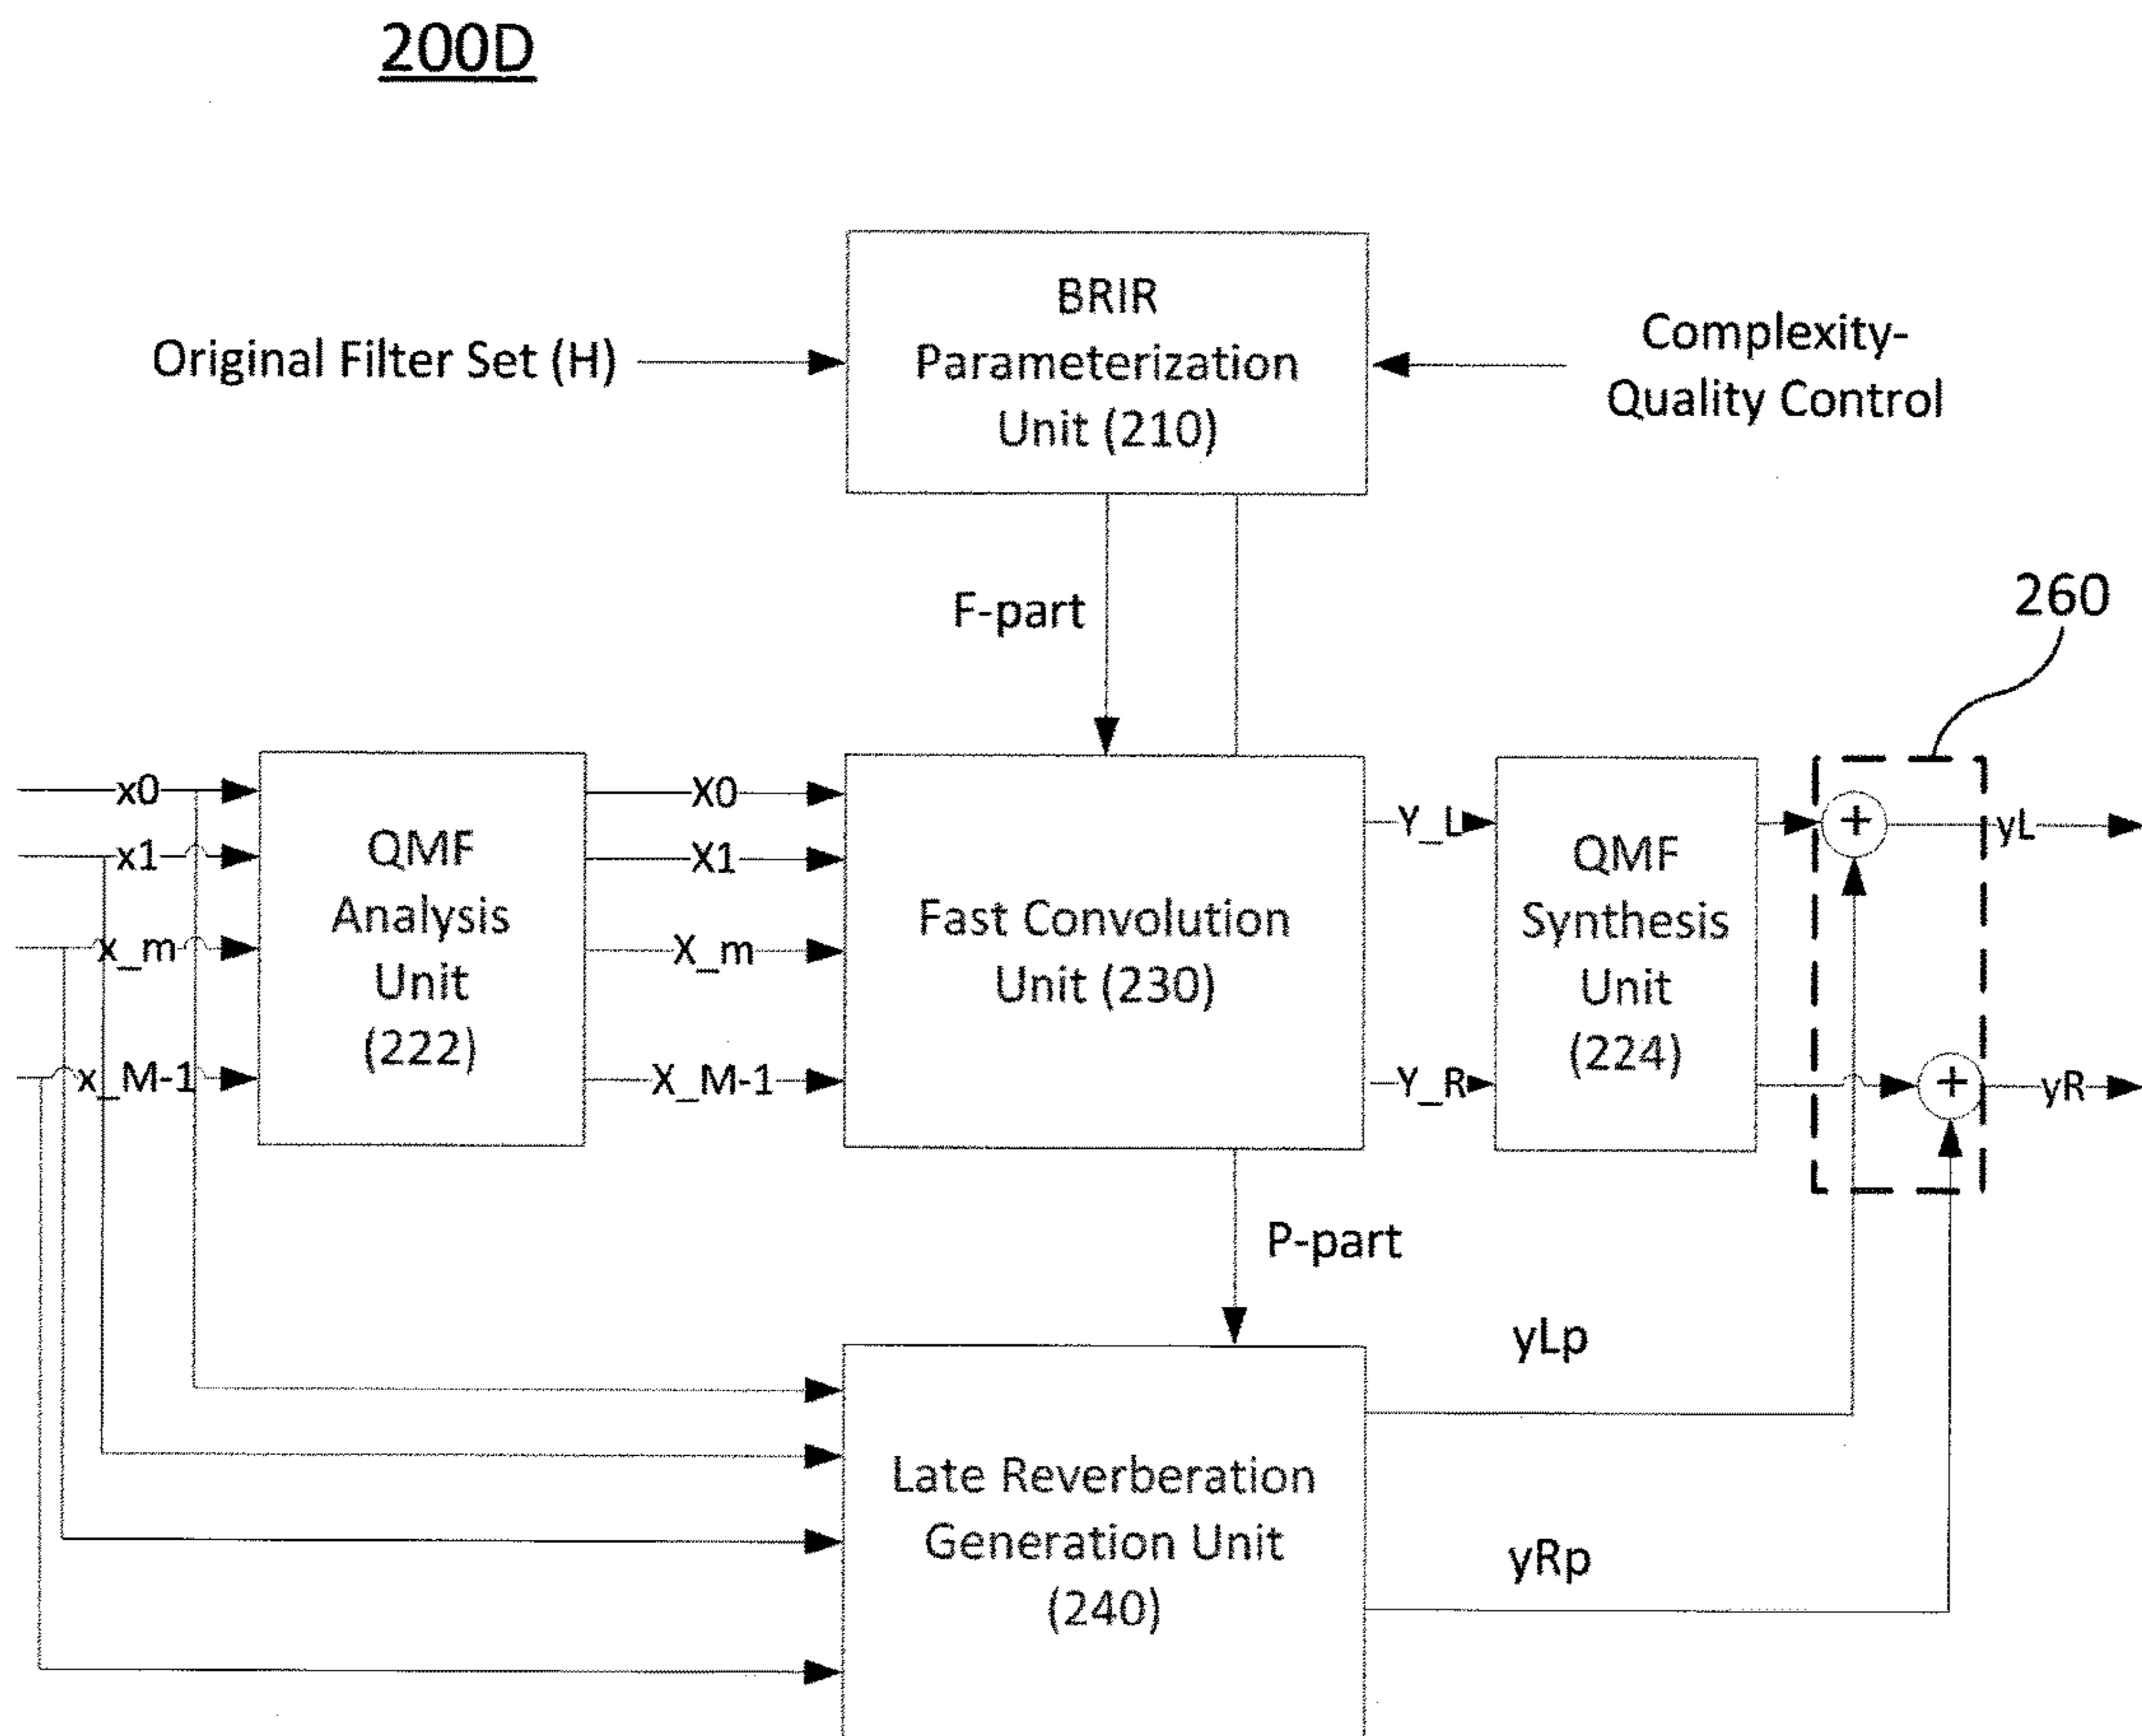 200D
BRIR
Parameterization
Unit (210)
Original Filter Set (H)
Complexity-
Quality Control
F-part
260
x0
x1
x_m
x_M-1
QMF
Analysis
Unit
(222)
X0
X1
X_m
X_M-1
Fast Convolution
Unit (230)
Y_L
Y_R
QMF
Synthesis
Unit
(224)
+
yL
+
yR
P-part
yLp
Late Reverberation
Generation Unit
(240)
yRp